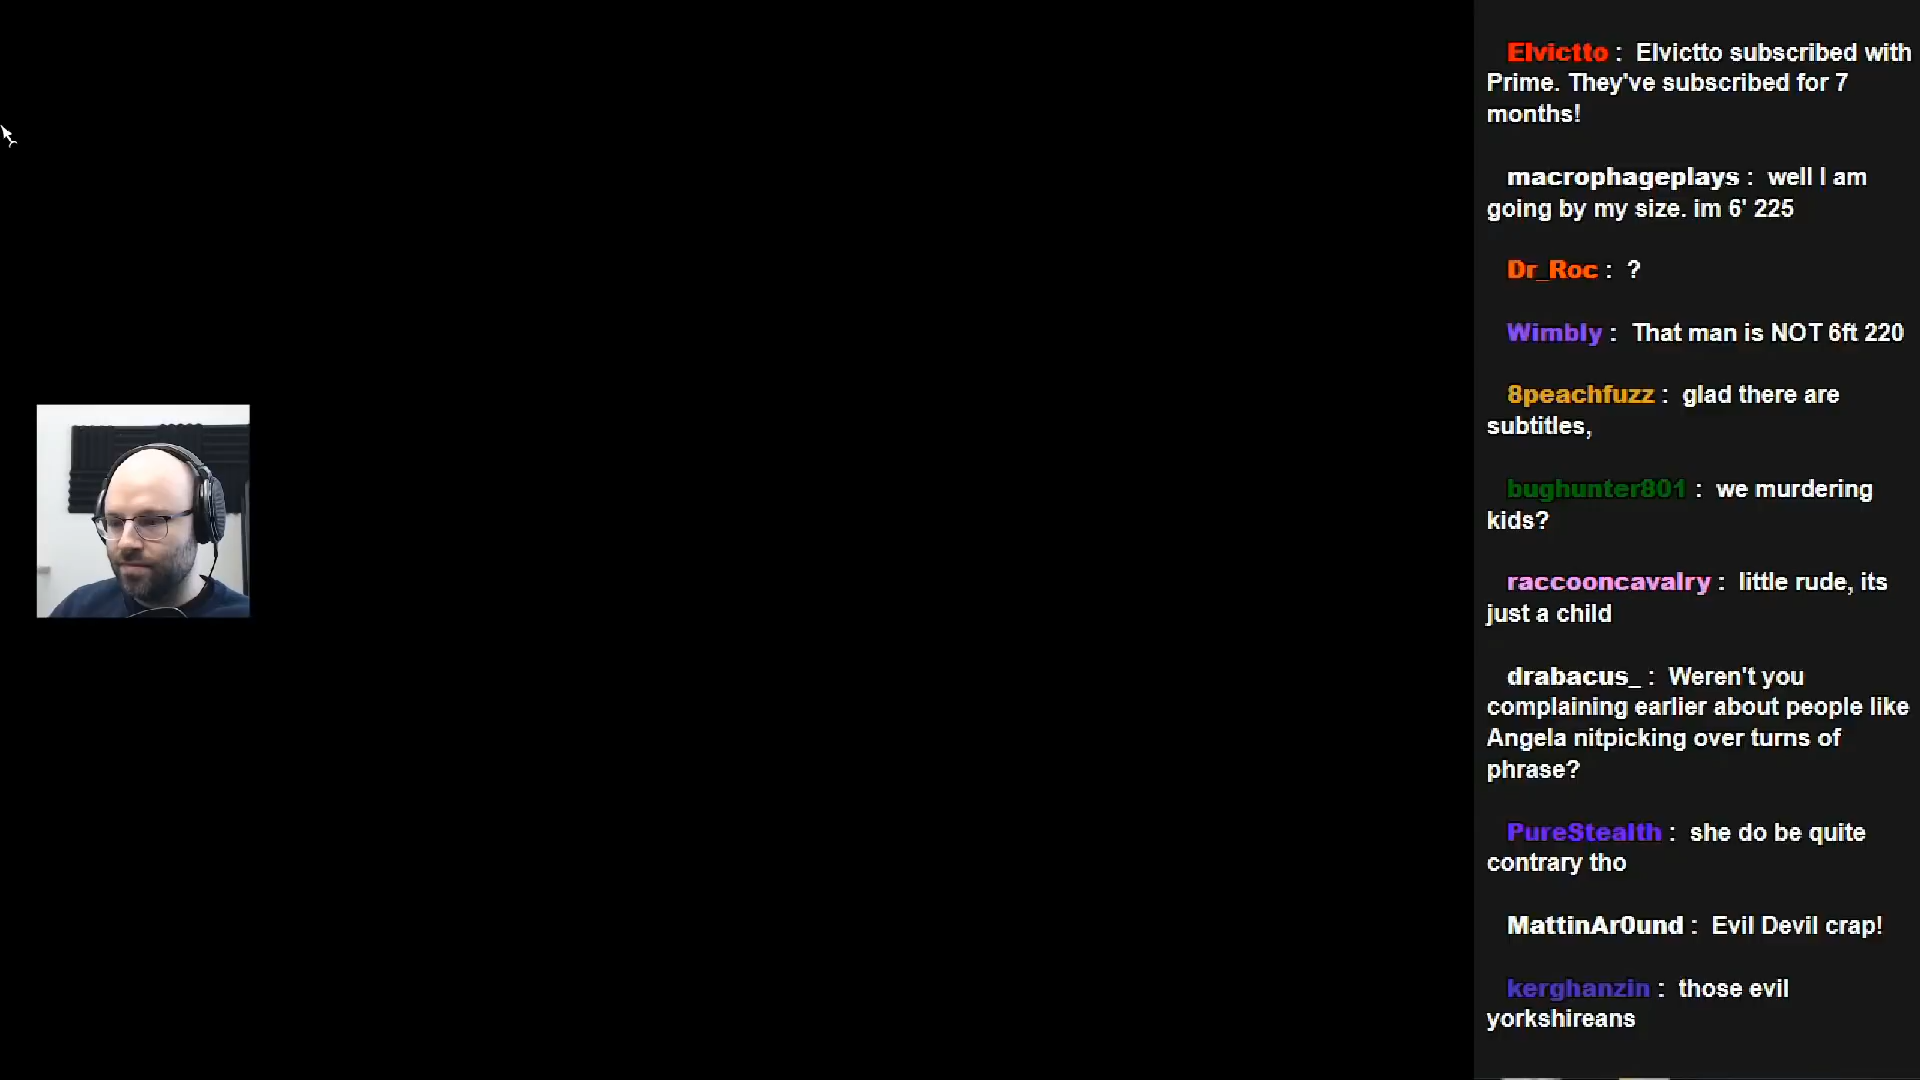 Elvictto : Elvictto subscribed with
Prime. They've subscribed for 7
months!
macrophageplays : well I am
going by my size. im 6' 225
Dr_Roc : ?
Wimbly : That man is NOT 6ft 220
8peachfuzz : glad there are
subtitles,
bughunter801 : we murdering
kids?
raccooncavalry : little rude, its
just a child
drabacus_ : Weren't you
complaining earlier about people like
Angela nitpicking over turns of
phrase?
PureStealth : she do be quite
contrary tho
MattinAr0und : Evil Devil crap!
kerghanzin : those evil
yorkshireans